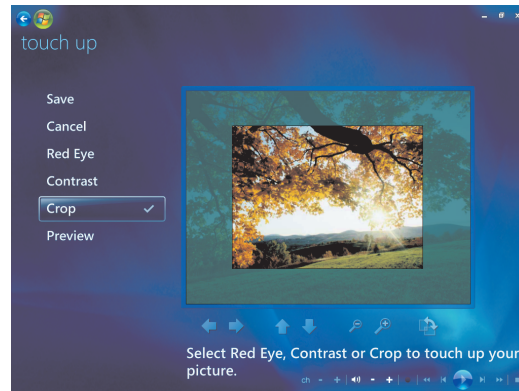 touch up
Save
Cancel
Red Eye
Contrast
Crop
Preview
Select Red Eye, Contrast or Crop to touch up your
picture.
ch - +
- +